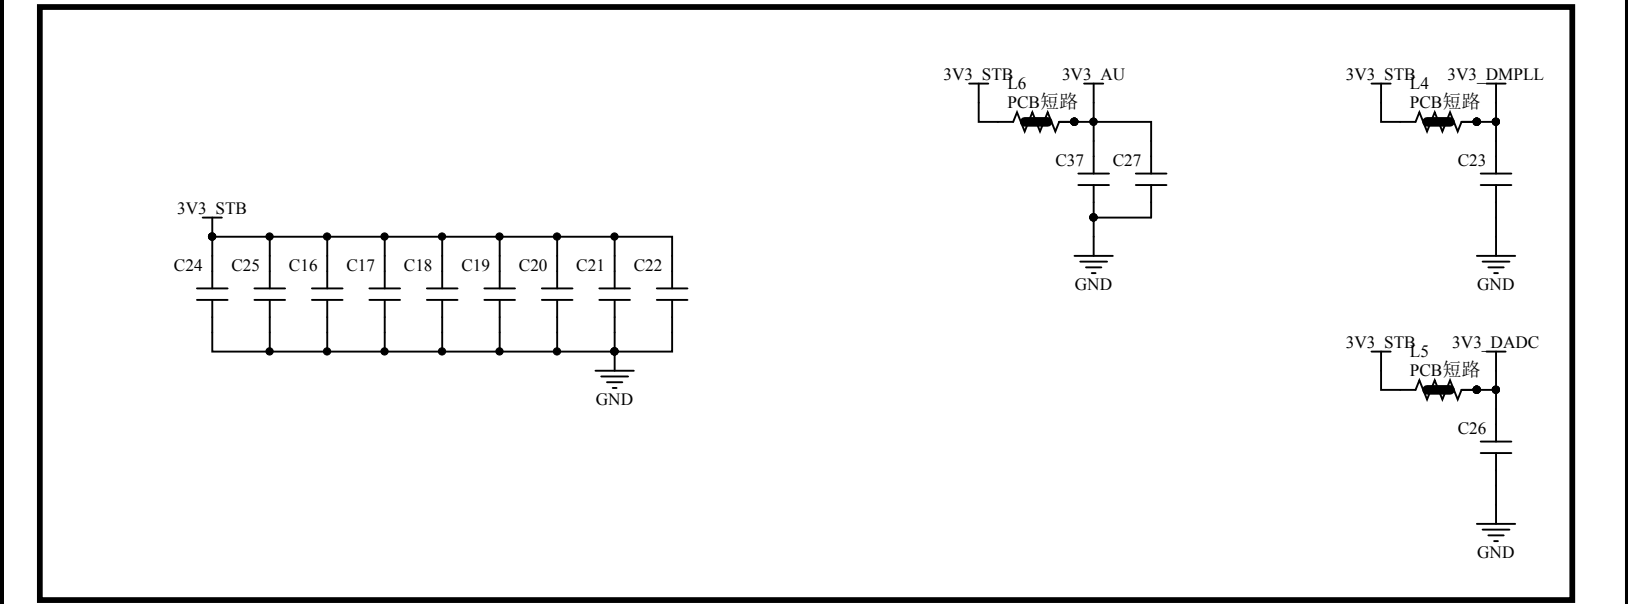 3V3_STB
L6
3V3_AU
PCB短路
C37
C27
GND
3V3_STB
L4
3V3_DMPLL
PCB短路
C23
GND
3V3_STB
C24
C25
C16
C17
C18
C19
C20
C21
C22
GND
3V3_STB
L5
3V3_DADC
PCB短路
C26
GND